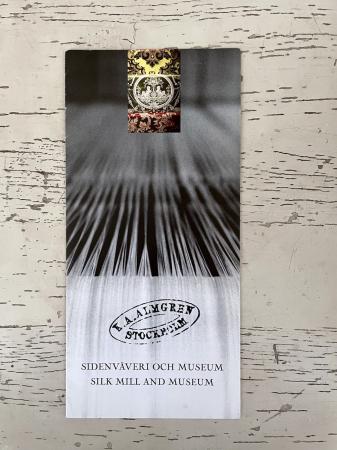 K.A.ALMGREN
STOCKHOLM
SIDENVÄVERI OCH MUSEUM
SILK MILL AND MUSEUM